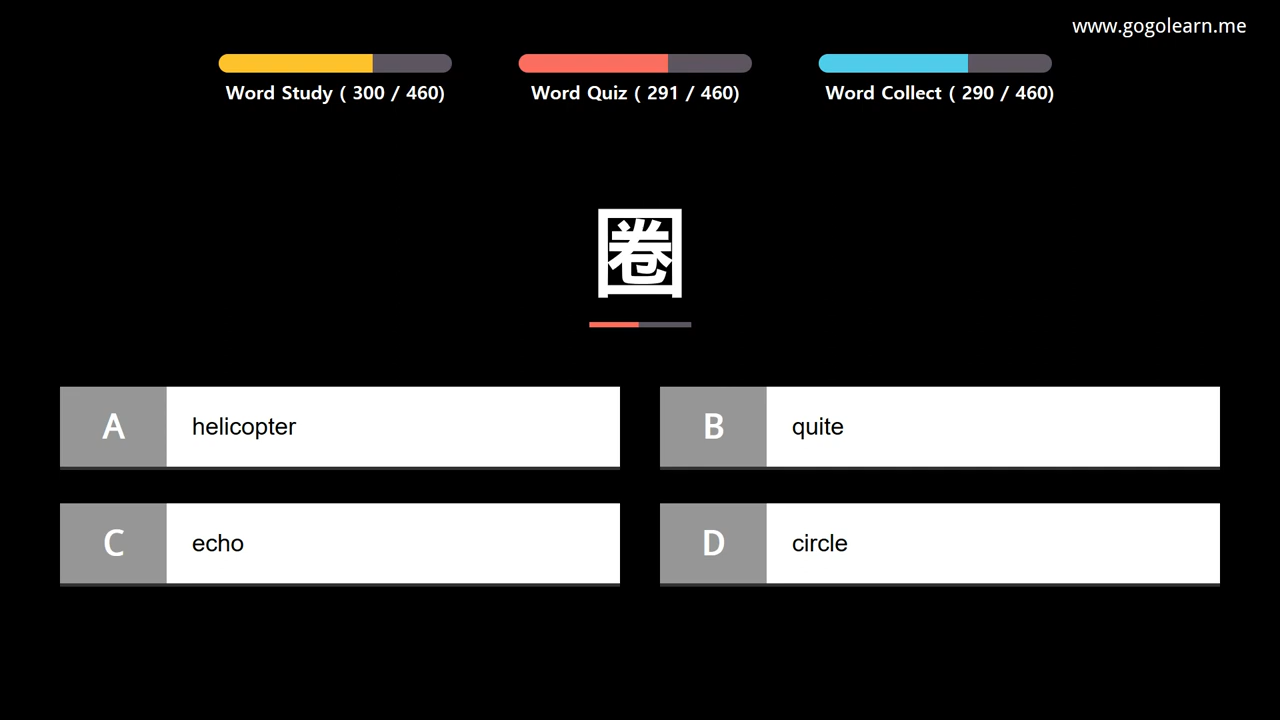 www.gogolearn.me
Word Study ( 300 / 460)
Word Quiz ( 291 / 460)
Word Collect ( 290 / 460)
圈
A helicopter
B quite
C echo
D circle